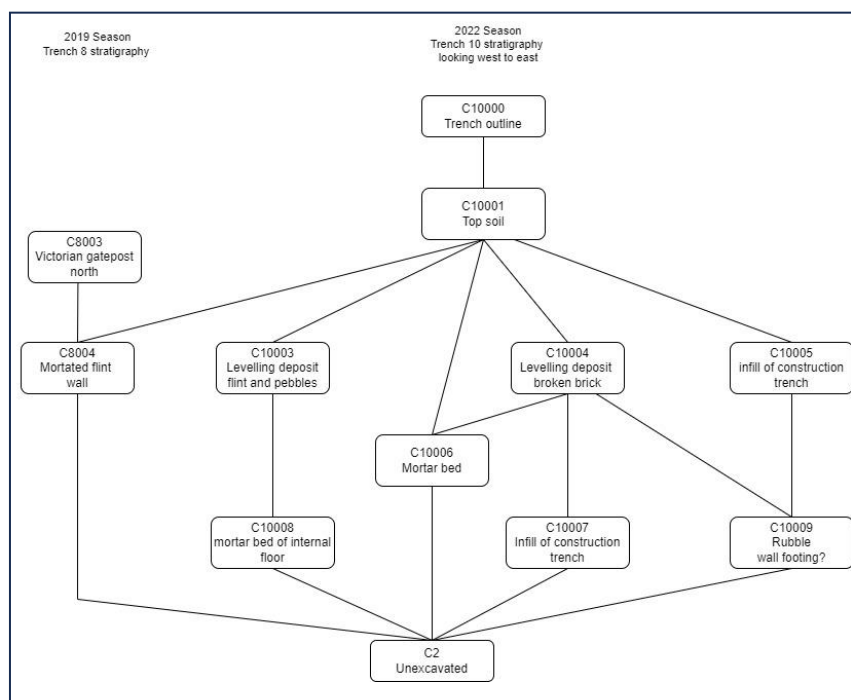 2019 Season
Trench 8 stratigraphy
2022 Season
Trench 10 stratigraphy
looking west to east
C10000
Trench outline
C10001
Top soil
C8003
Victorian gatepost
north
C8004
Mortated flint
wall
C10003
Levelling deposit
flint and pebbles
C10004
Levelling deposit
broken brick
C10005
infill of construction
trench
C10006
Mortar bed
C10008
mortar bed of internal
floor
C10007
Infill of construction
trench
C10009
Rubble
wall footing?
C2
Unexcavated